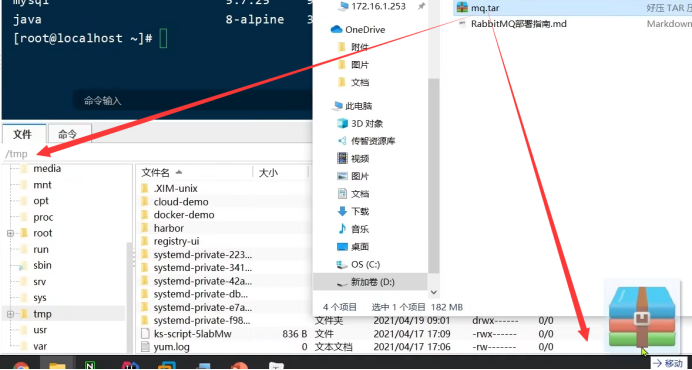 mysql 5.7.25
java 8-alpine 3
[root@localhost ~]#
命令输入
172.16.1.253
OneDrive
附件
图片
文档
此电脑
3D 对象
传智资源库
视频
图片
文档
下载
音乐
桌面
OS (C:)
新加卷 (D:)
4 个项目 选中 1 个项目 182 MB
mq.tar 好压 TAR 压
RabbitMQ部署指南.md Markdown
文件 命令
/tmp
media
mnt
opt
proc
root
run
sbin
srv
sys
tmp
usr
var
文件名 大小
.XIM-unix
cloud-demo
docker-demo
harbor
registry-ui
systemd-private-223...
systemd-private-341...
systemd-private-42a...
systemd-private-db...
systemd-private-e7a...
systemd-private-f98... 文件夹 2021/04/19 09:01 drwx------ 0/0
ks-script-5labMw 836 B 文件 2021/04/17 17:09 -rwx------ 0/0
yum.log 0 文本文档 2021/04/17 17:06 -rw------- 0/0
移动